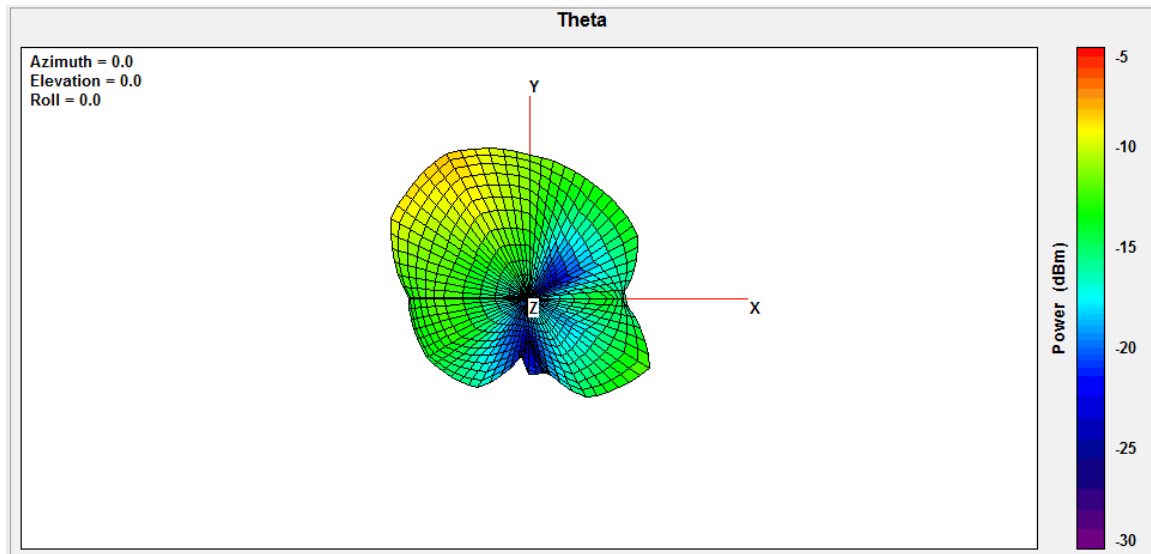 Theta
Azimuth = 0.0
Elevation = 0.0
Roll = 0.0
Y
X
Z
Power (dBm)
-5
-10
-15
-20
-25
-30